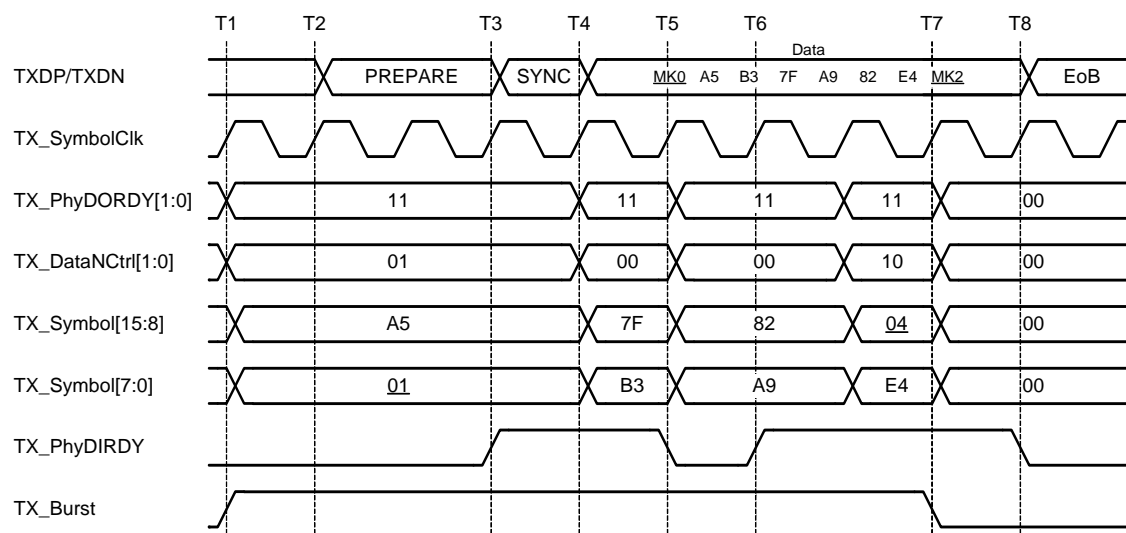 T1 T2 T3 T4 T5 T6 T7 T8
Data
TXDP/TXDN PREPARE SYNC MK0 A5 B3 7F A9 82 E4 MK2 EoB
TX_SymbolClk
TX_PhyDORDY[1:0] 11 11 11 11 00
TX_DataNCtrl[1:0] 01 00 00 10 00
TX_Symbol[15:8] A5 7F 82 04 00
TX_Symbol[7:0] 01 B3 A9 E4 00
TX_PhyDIRDY
TX_Burst